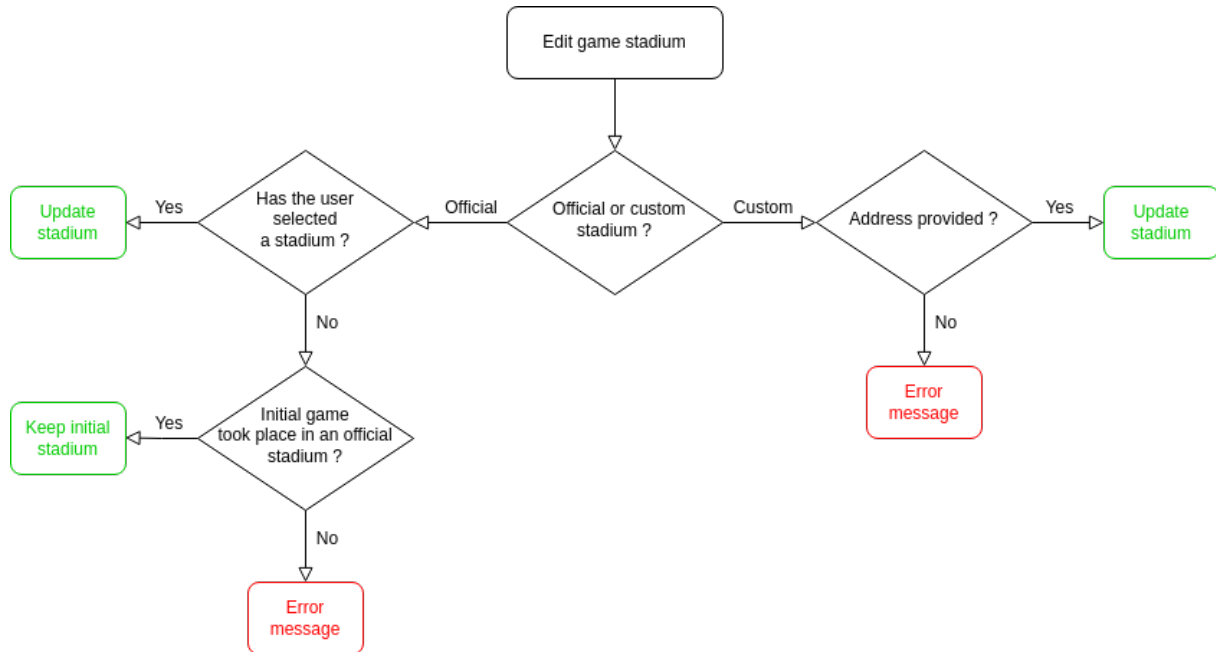 Edit game stadium
Has the user
selected
a stadium ?
Official or custom
stadium ?
Address provided ?
Official
Custom
Yes
Update
stadium
Yes
Update
stadium
No
No
Initial game
took place in an official
stadium ?
Yes
Keep initial
stadium
Error
message
No
Error
message